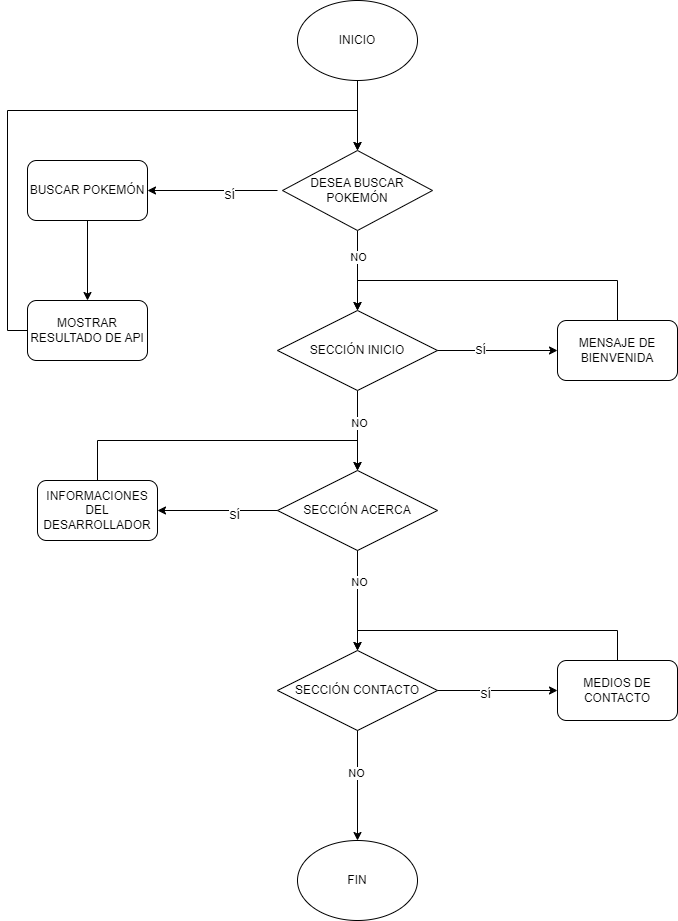 INICIO
DESEA BUSCAR
POKEMÓN
SÍ
BUSCAR POKEMÓN
NO
MOSTRAR
RESULTADO DE API
SECCIÓN INICIO
SÍ
MENSAJE DE
BIENVENIDA
NO
INFORMACIONES
DEL
DESARROLLADOR
SÍ
SECCIÓN ACERCA
NO
SECCIÓN CONTACTO
SÍ
MEDIOS DE
CONTACTO
NO
FIN